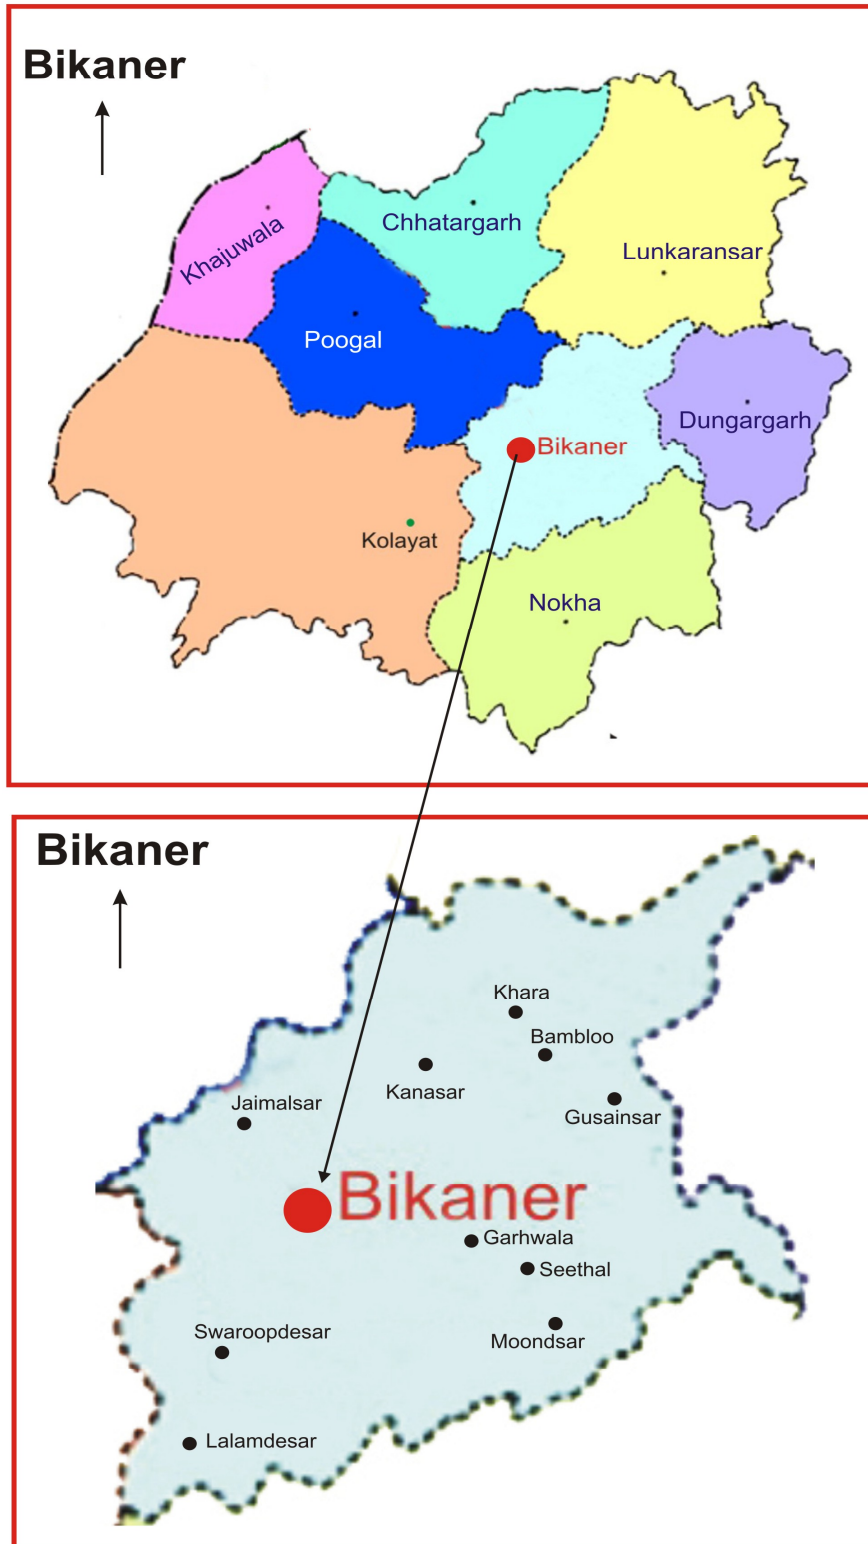 Bikaner
Khajuwala
Chhatargarh
Lunkaransar
Poogal
Dungargarh
Bikaner
Kolayat
Nokha
Bikaner
Khara
Bambloo
Kanasar
Jaimalsar
Gusainsar
Bikaner
Garhwala
Seethal
Swaroopdesar
Moondsar
Lalamdesar